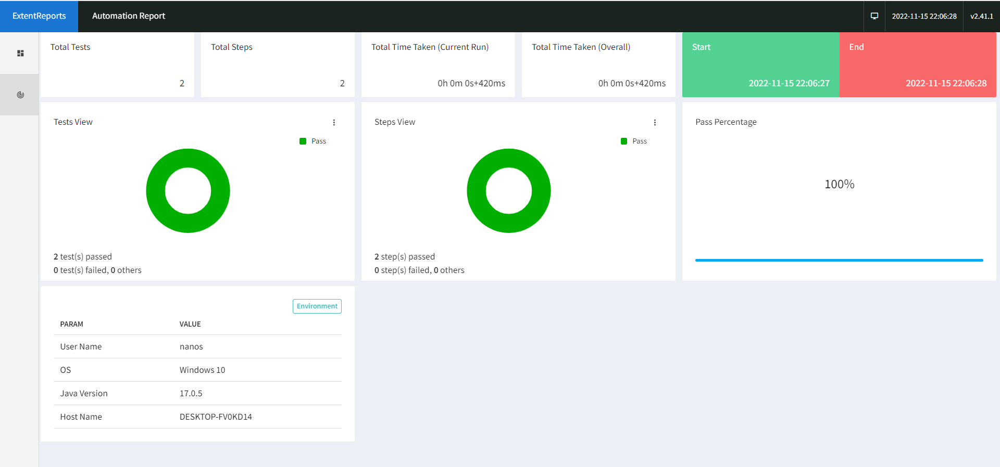 ExtentReports
Automation Report
2022-11-15 22:06:28
v2.41.1
Total Tests
2
Total Steps
2
Total Time Taken (Current Run)
0h 0m 0s+420ms
Total Time Taken (Overall)
0h 0m 0s+420ms
Start
2022-11-15 22:06:27
End
2022-11-15 22:06:28
Tests View
Pass
2 test(s) passed
0 test(s) failed, 0 others
Steps View
Pass
2 step(s) passed
0 step(s) failed, 0 others
Pass Percentage
100%
Environment
PARAM VALUE
User Name nanos
OS Windows 10
Java Version 17.0.5
Host Name DESKTOP-FV0KD14